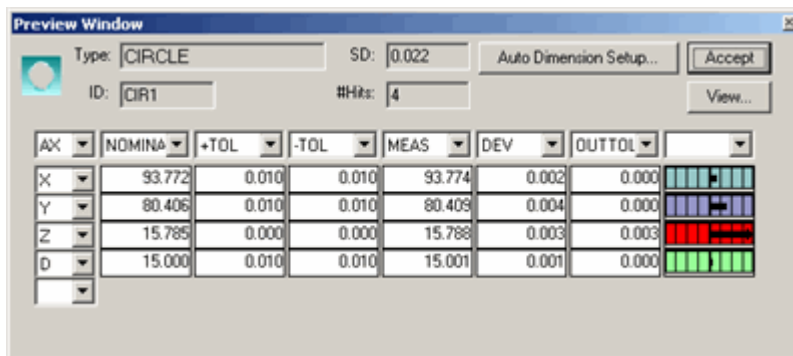 Preview Window
Type: CIRCLE SD: 0.022 Auto Dimension Setup... Accept
ID: CIR1 #Hits: 4 View...
AX NOMINA +TOL -TOL MEAS DEV OUTTOL
X 93.772 0.010 0.010 93.774 0.002 0.000
Y 80.406 0.010 0.010 80.409 0.004 0.000
Z 15.785 0.000 0.000 15.788 0.003 0.003
D 15.000 0.010 0.010 15.001 0.001 0.000